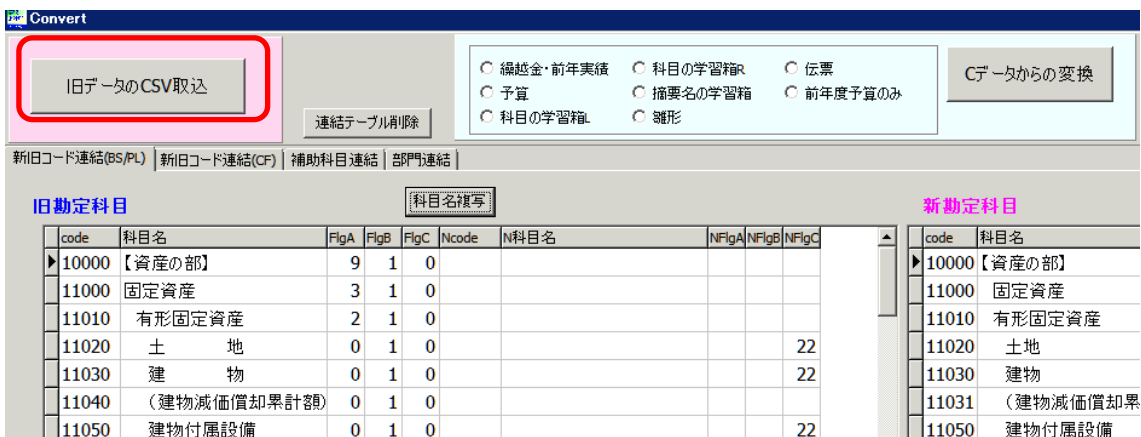 Convert
旧データのCSV取込
連結テーブル削除
繰越金・前年実績 科目の学習箱R 伝票
予算 摘要名の学習箱 前年度予算のみ
科目の学習箱L 雛形
Cデータからの変換
新旧コード連結(BS/PL) 新旧コード連結(CF) 補助科目連結 部門連結
旧勘定科目 科目名複写 新勘定科目
code 科目名 FlgA FlgB FlgC Ncode N科目名 NFlgA NFlgB NFlgC code 科目名
10000 【資産の部】 9 1 0 10000 【資産の部】
11000 固定資産 3 1 0 11000 固定資産
11010 有形固定資産 2 1 0 11010 有形固定資産
11020 土 地 0 1 0 22 11020 土地
11030 建 物 0 1 0 22 11030 建物
11040 (建物減価償却累計額) 0 1 0 11031 (建物減価償却累
11050 建物付属設備 0 1 0 22 11050 建物付属設備